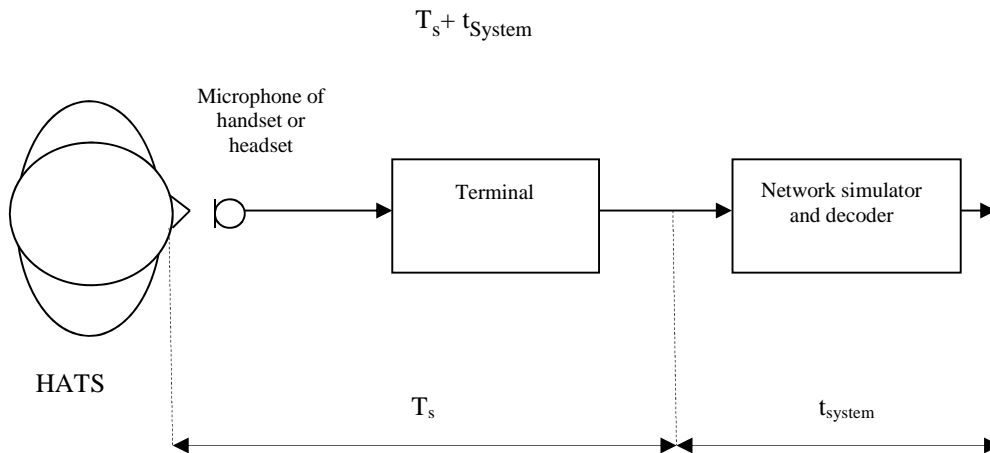 Ts+ tSystem
Microphone of
handset or
headset
Terminal
Network simulator
and decoder
HATS
Ts
tsystem